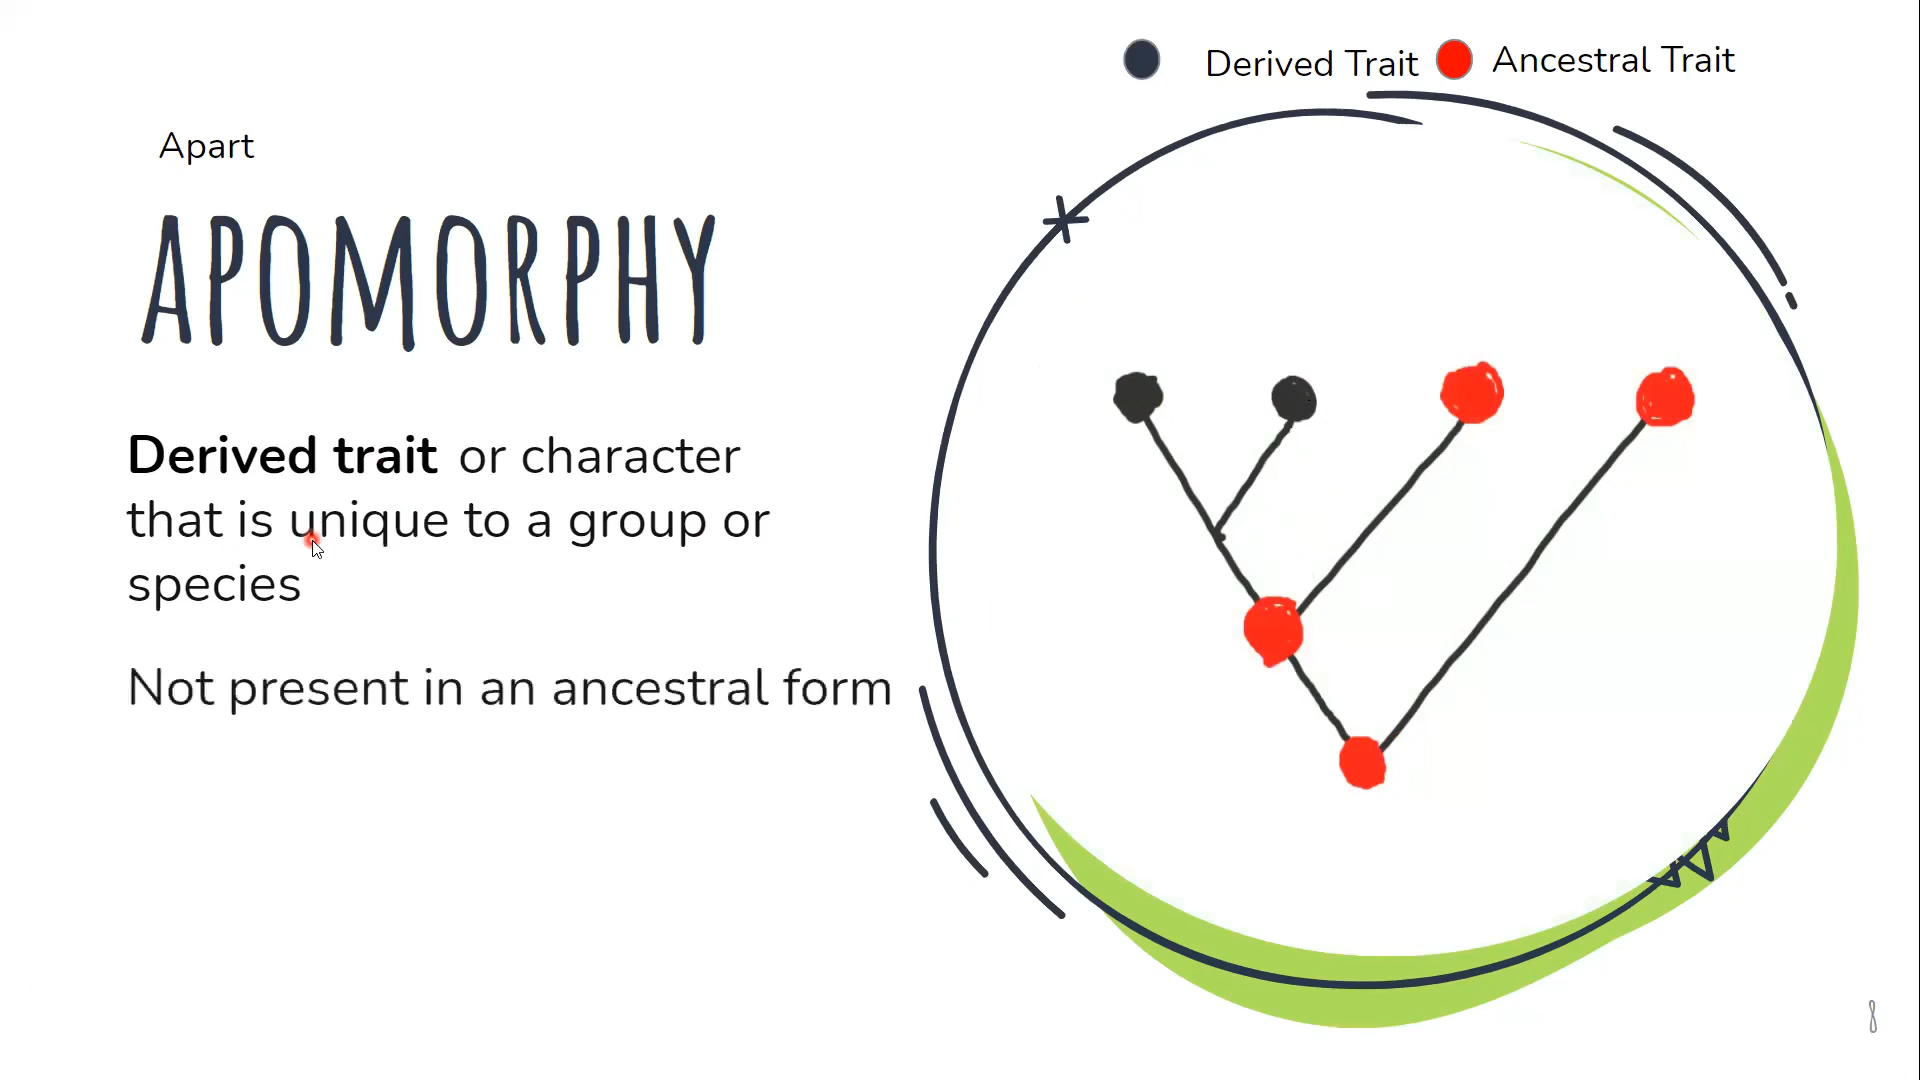 Derived Trait
Ancestral Trait
Apart
APOMORPHY
Derived trait or character
that is unique to a group or
species
Not present in an ancestral form
8